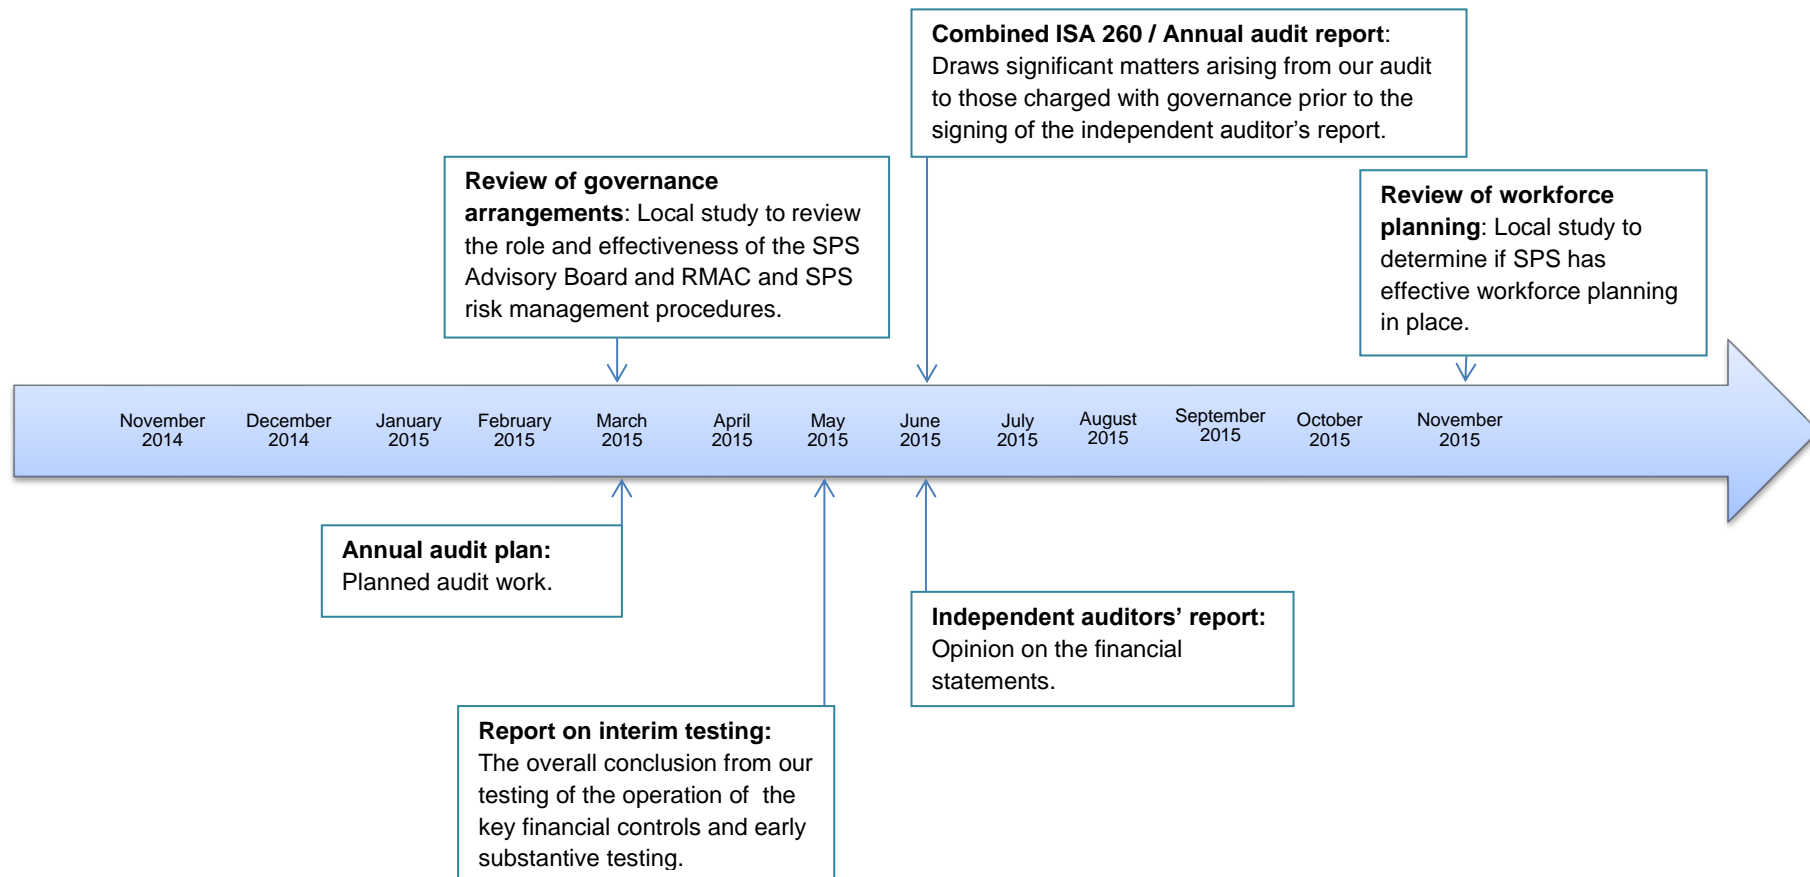 Combined ISA 260 / Annual audit report:
Draws significant matters arising from our audit
to those charged with governance prior to the
signing of the independent auditor’s report.
Review of governance
arrangements: Local study to review
the role and effectiveness of the SPS
Advisory Board and RMAC and SPS
risk management procedures.
Review of workforce
planning: Local study to
determine if SPS has
effective workforce planning
in place.
November
2014
December
2014
January
2015
February
2015
March
2015
April
2015
May
2015
June
2015
July
2015
August
2015
September
2015
October
2015
November
2015
Annual audit plan:
Planned audit work.
Independent auditors’ report:
Opinion on the financial
statements.
Report on interim testing:
The overall conclusion from our
testing of the operation of  the
key financial controls and early
substantive testing.